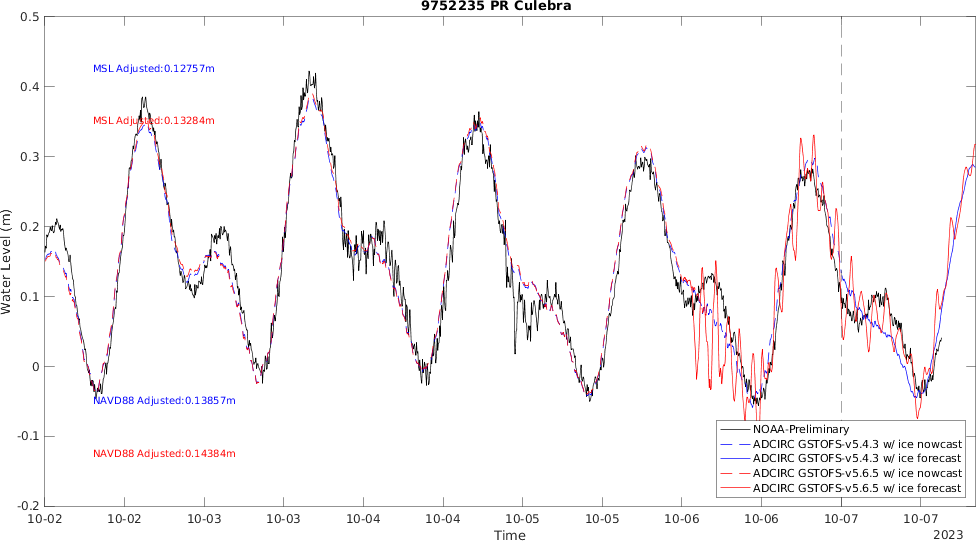 9752235 PR Culebra
0.5
0.4
0.3
0.2
0.1
0
-0.1
-0.2
Water Level (m)
MSL Adjusted:0.12757m
MSL Adjusted:0.13284m
NAVD88 Adjusted:0.13857m
NAVD88 Adjusted:0.14384m
NOAA-Preliminary
ADCIRC GSTOFS-v5.4.3 w/ ice nowcast
ADCIRC GSTOFS-v5.4.3 w/ ice forecast
ADCIRC GSTOFS-v5.6.5 w/ ice nowcast
ADCIRC GSTOFS-v5.6.5 w/ ice forecast
10-02 10-02 10-03 10-03 10-04 10-04 10-05 10-05 10-06 10-06 10-07 10-07
Time
2023